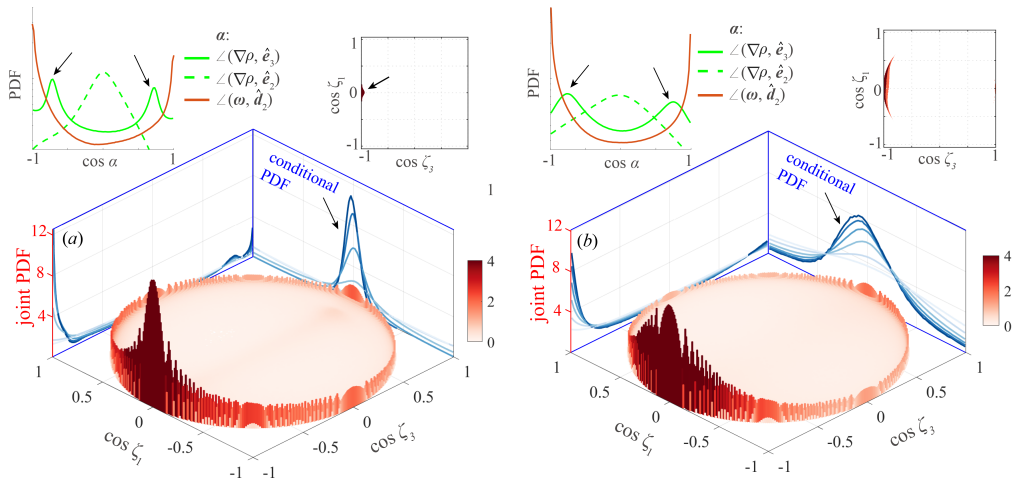 α:
∠(∇ρ, ê₃)
∠(∇ρ, ê₂)
∠(ω, d̂₂)
PDF
-1
cos α
1
1
cos ζ₁
0
-1
cos ζ₃
conditional
PDF
1
(a)
joint PDF
12
8
4
4
2
0
1
0.5
0
-0.5
-1
cos ζ₁
-1
-0.5
0
0.5
1
cos ζ₃
α:
∠(∇ρ, ê₃)
∠(∇ρ, ê₂)
∠(ω, d̂₂)
PDF
-1
cos α
1
1
cos ζ₁
0
-1
cos ζ₃
conditional
PDF
(b)
joint PDF
12
8
4
4
2
0
1
0.5
0
-0.5
-1
cos ζ₁
-1
-0.5
0
0.5
1
cos ζ₃